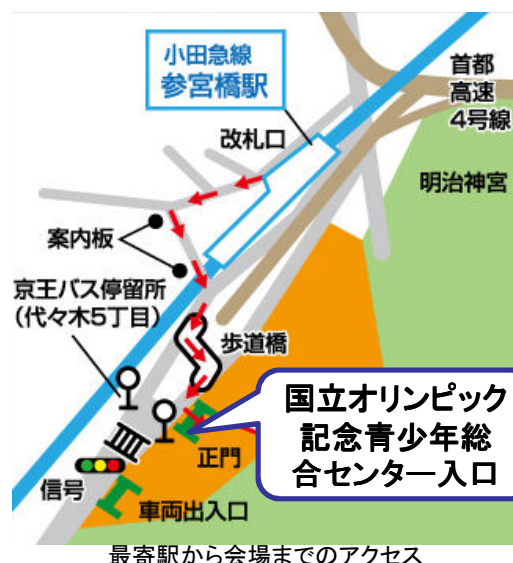 小田急線
参宮橋駅
首都
高速
4号線
改札口
明治神宮
案内板
京王バス停留所
(代々木5丁目)
歩道橋
国立オリンピック
記念青少年総
合センター入口
正門
信号
車両出入口
最寄駅から会場までのアクセス